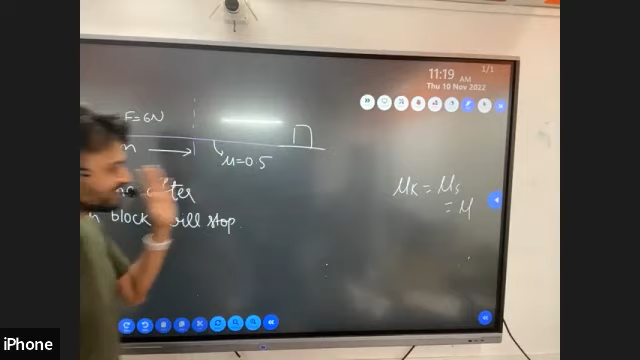 11:19 AM
1/1
Thu 10 Nov 2022
F=6N
μ=0.5
μK = μs
= μ
block will stop.
iPhone